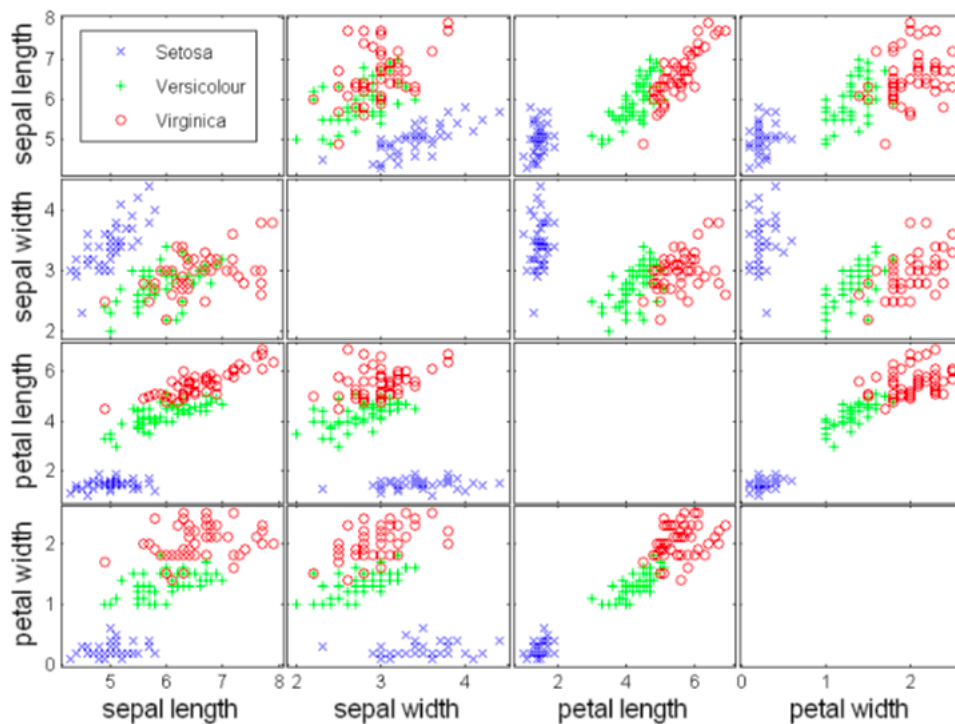 8
Setosa
Versicolour
Virginica
7
6
5
sepal length
4
3
2
sepal width
6
4
2
petal length
2
1
0
petal width
5 6 7 8 2 3 4 2 4 6 0 1 2
sepal length sepal width petal length petal width